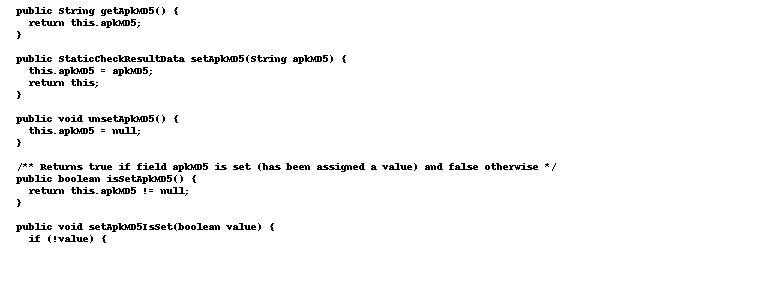 public String getApkMD5() {
return this.apkMD5;
}
public StaticCheckResultData setApkMD5(String apkMD5) {
this.apkMD5 = apkMD5;
return this;
}
public void unsetApkMD5() {
this.apkMD5 = null;
}
/** Returns true if field apkMD5 is set (has been assigned a value) and false otherwise */
public boolean isSetApkMD5() {
return this.apkMD5 != null;
}
public void setApkMD5IsSet(boolean value) {
if (!value) {